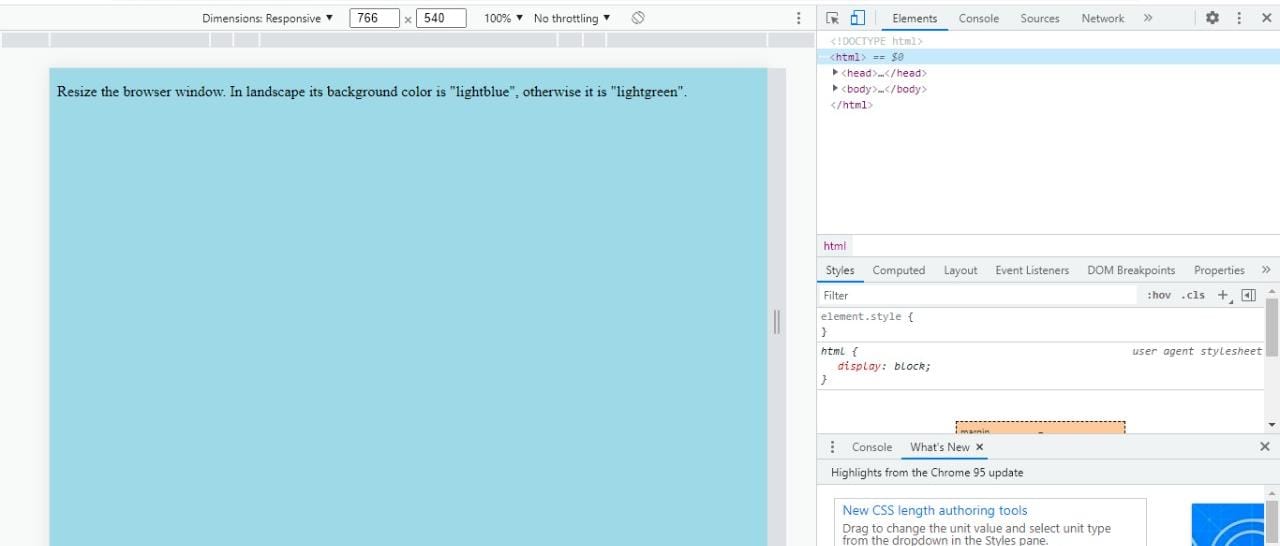 Dimensions: Responsive ▼ 766 × 540 100% ▼ No throttling ▼
Elements Console Sources Network »
<!DOCTYPE html>
<html> == $0
<head>…</head>
<body>…</body>
</html>
Resize the browser window. In landscape its background color is "lightblue", otherwise it is "lightgreen".
html
Styles Computed Layout Event Listeners DOM Breakpoints Properties »
Filter :hov .cls +
element.style {
}
html { user agent stylesheet
display: block;
}
margin
Console What's New ×
Highlights from the Chrome 95 update
New CSS length authoring tools
Drag to change the unit value and select unit type
from the dropdown in the Styles pane.